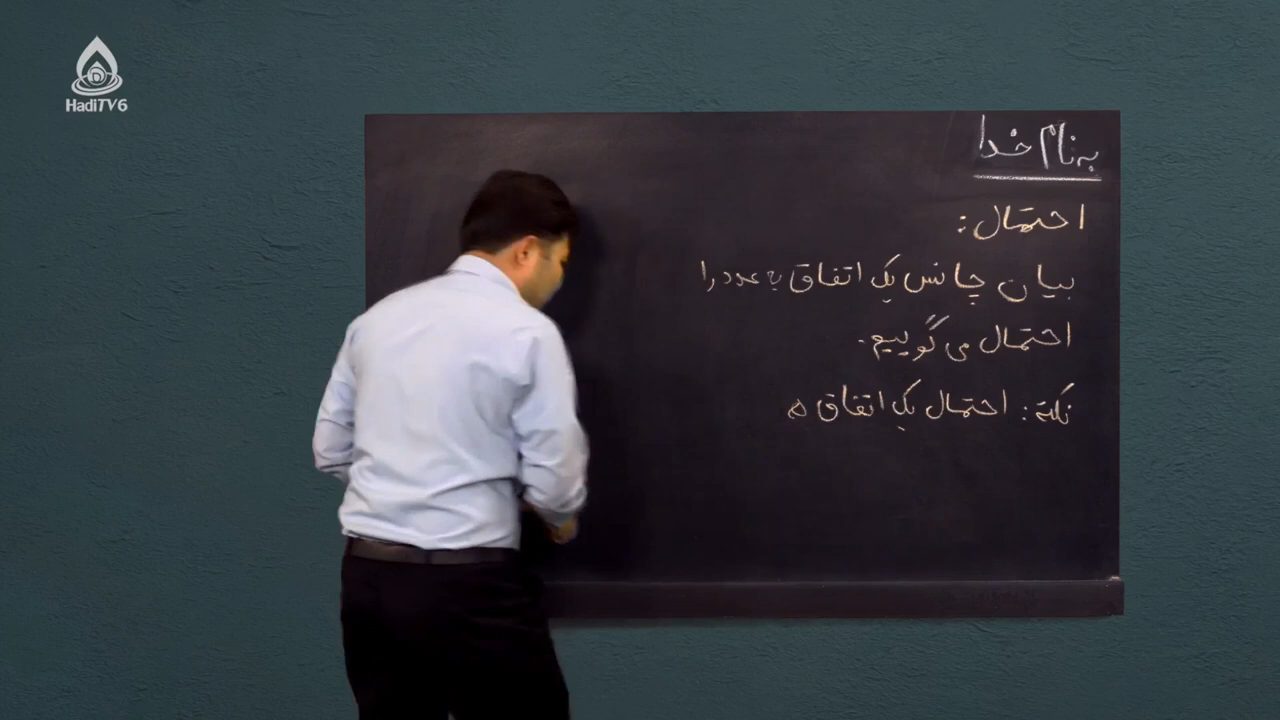 HadiTV6
به نام خدا
احتمال:
بیان چانس یک اتفاق به عدد را
احتمال می گوییم.
نکته: احتمال یک اتفاق ه